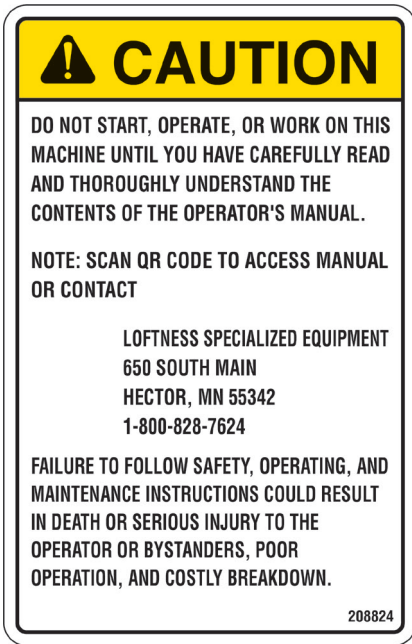 CAUTION
DO NOT START, OPERATE, OR WORK ON THIS
MACHINE UNTIL YOU HAVE CAREFULLY READ
AND THOROUGHLY UNDERSTAND THE
CONTENTS OF THE OPERATOR'S MANUAL.
NOTE: SCAN QR CODE TO ACCESS MANUAL
OR CONTACT
LOFTNESS SPECIALIZED EQUIPMENT
650 SOUTH MAIN
HECTOR, MN 55342
1-800-828-7624
FAILURE TO FOLLOW SAFETY, OPERATING, AND
MAINTENANCE INSTRUCTIONS COULD RESULT
IN DEATH OR SERIOUS INJURY TO THE
OPERATOR OR BYSTANDERS, POOR
OPERATION, AND COSTLY BREAKDOWN.
208824